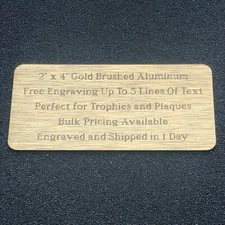 2" x 4" Gold Brushed Aluminum
Free Engraving Up To 5 Lines Of Text
Perfect for Trophies and Plaques
Bulk Pricing Available
Engraved and Shipped in 1 Day